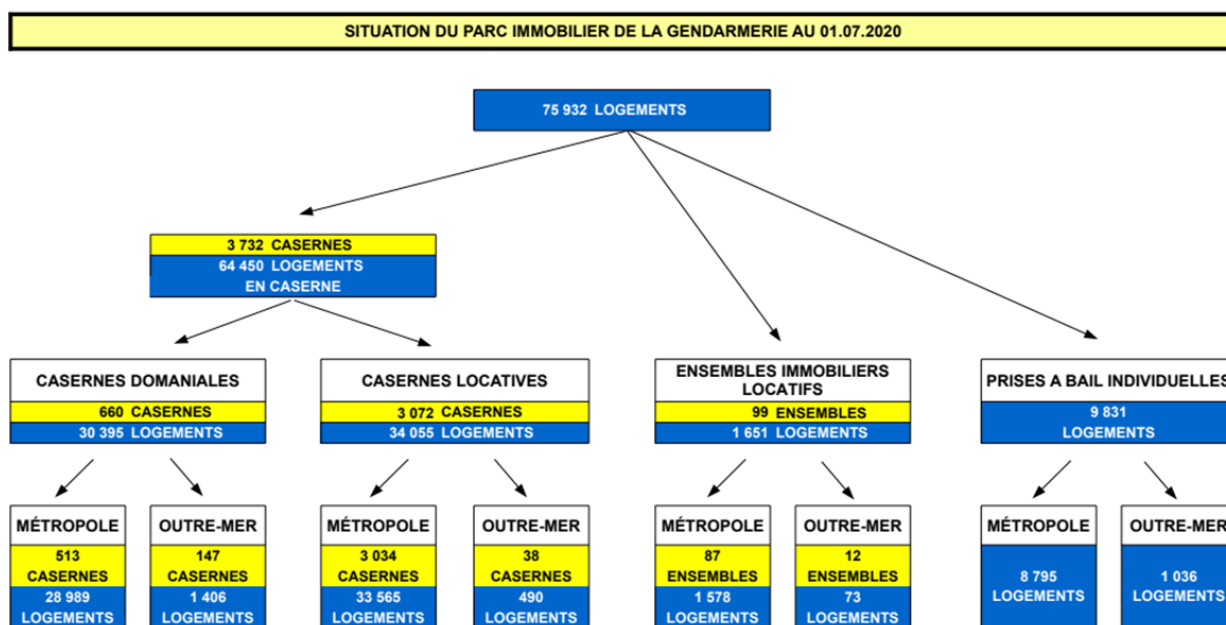 SITUATION DU PARC IMMOBILIER DE LA GENDARMERIE AU 01.07.2020
75 932 LOGEMENTS
3 732 CASERNES
64 450 LOGEMENTS
EN CASERNE
CASERNES DOMANIALES
660 CASERNES
30 395 LOGEMENTS
CASERNES LOCATIVES
3 072 CASERNES
34 055 LOGEMENTS
ENSEMBLES IMMOBILIERS
LOCATIFS
99 ENSEMBLES
1 651 LOGEMENTS
PRISES A BAIL INDIVIDUELLES
9 831
LOGEMENTS
MÉTROPOLE
513
CASERNES
28 989
LOGEMENTS
OUTRE-MER
147
CASERNES
1 406
LOGEMENTS
MÉTROPOLE
3 034
CASERNES
33 565
LOGEMENTS
OUTRE-MER
38
CASERNES
490
LOGEMENTS
MÉTROPOLE
87
ENSEMBLES
1 578
LOGEMENTS
OUTRE-MER
12
ENSEMBLES
73
LOGEMENTS
MÉTROPOLE
8 795
LOGEMENTS
OUTRE-MER
1 036
LOGEMENTS